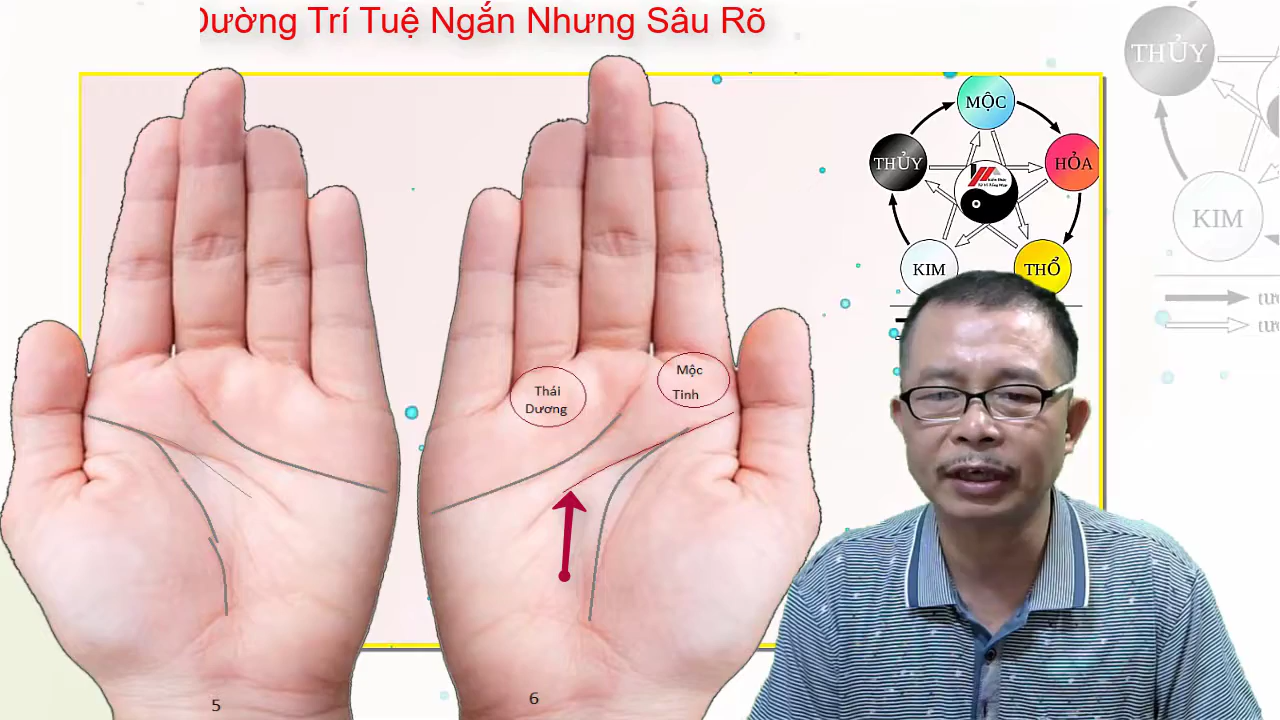 Đường Trí Tuệ Ngắn Nhưng Sâu Rõ
THỦY
KIM
MỘC
THỦY
HỎA
KIM
THỔ
Thái
Dương
Mộc
Tinh
5
6